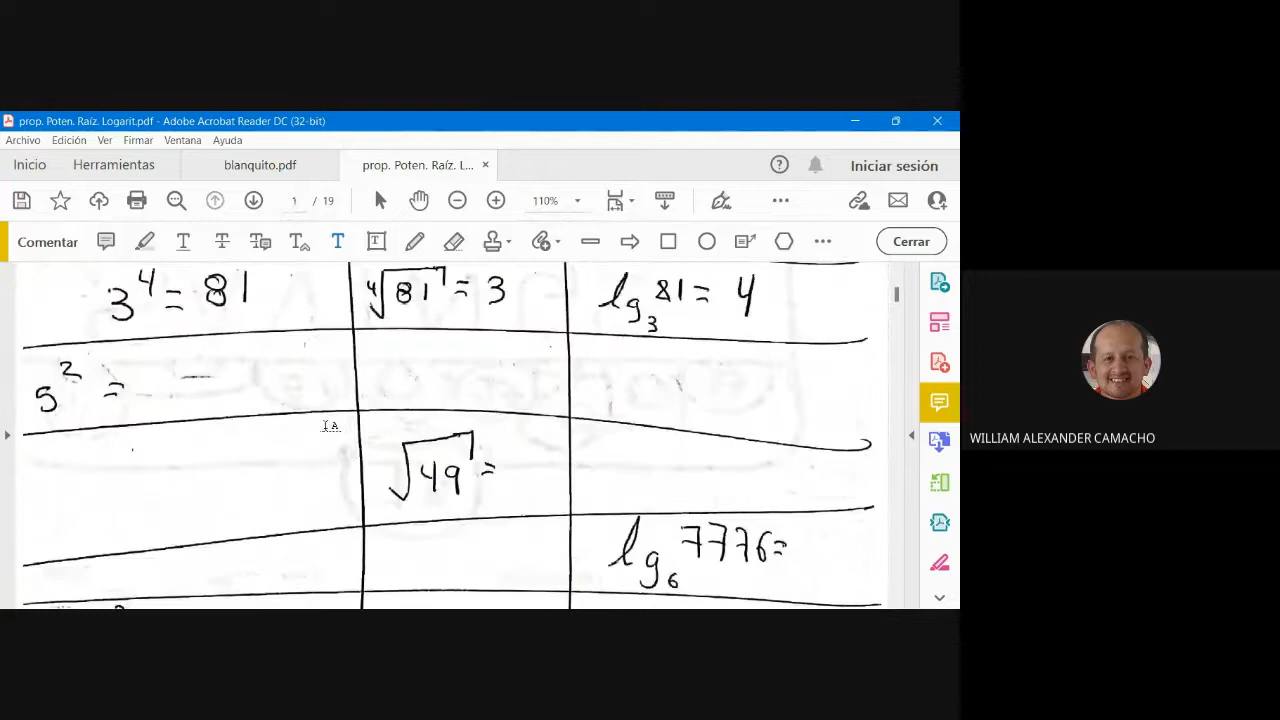 prop. Poten. Raíz. Logarit.pdf - Adobe Acrobat Reader DC (32-bit)
Archivo Edición Ver Firmar Ventana Ayuda
Inicio Herramientas blanquito.pdf prop. Poten. Raíz. L... × Iniciar sesión
1 / 19 110%
Comentar Cerrar
3⁴ = 81 ∜81 = 3 lg₃ 81 = 4
5² =
√49 =
lg₆ 7776 =
WILLIAM ALEXANDER CAMACHO